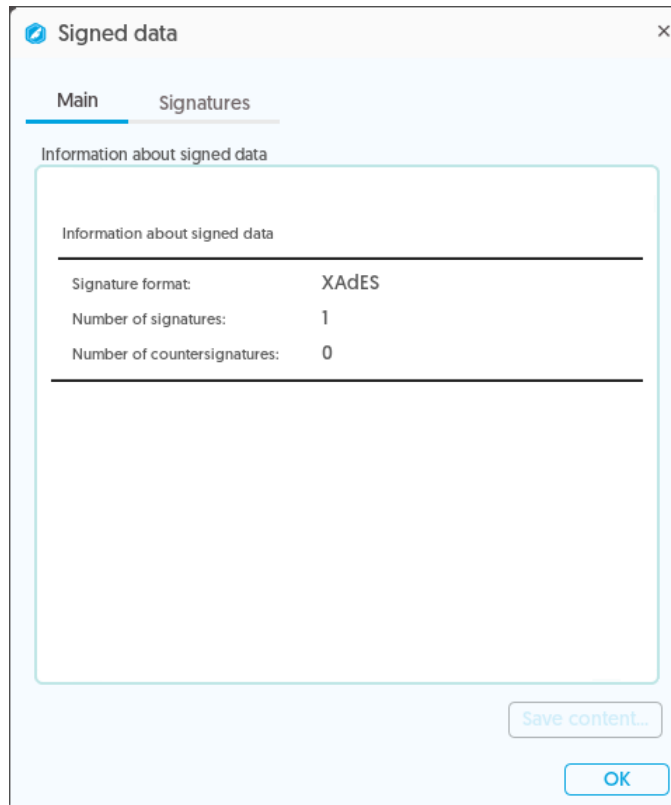 Signed data
Main Signatures
Information about signed data
Information about signed data
Signature format: XAdES
Number of signatures: 1
Number of countersignatures: 0
Save content...
OK